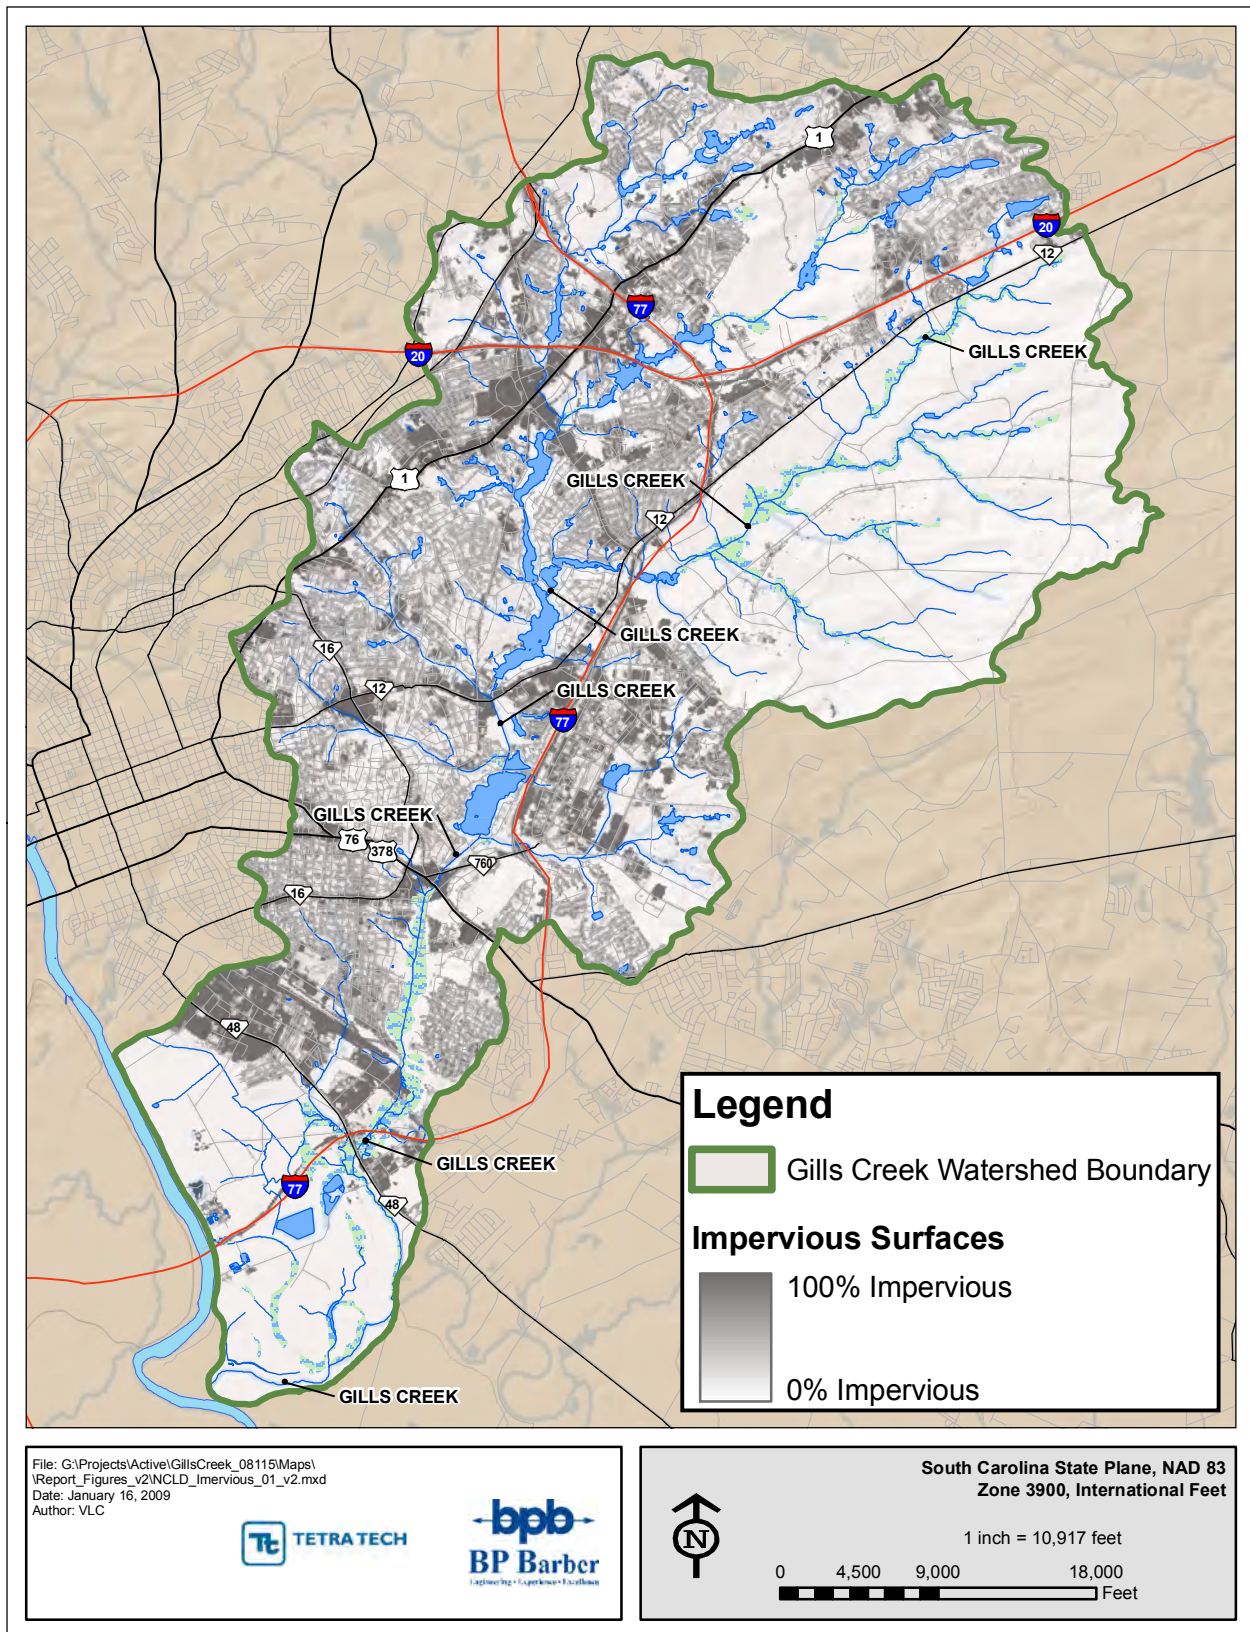 1
20
12
77
GILLS CREEK
20
GILLS CREEK
1
12
GILLS CREEK
16
12
GILLS CREEK
77
GILLS CREEK
76
378
760
16
48
GILLS CREEK
77
48
GILLS CREEK
Legend
Gills Creek Watershed Boundary
Impervious Surfaces
100% Impervious
0% Impervious
File: G:\Projects\Active\GillsCreek_08115\Maps\
\Report_Figures_v2\NCLD_Imervious_01_v2.mxd
Date: January 16, 2009
Author: VLC
Tt TETRA TECH
bpb
BP Barber
Engineering • Experience • Excellence
South Carolina State Plane, NAD 83
Zone 3900, International Feet
N
1 inch = 10,917 feet
0 4,500 9,000 18,000
Feet